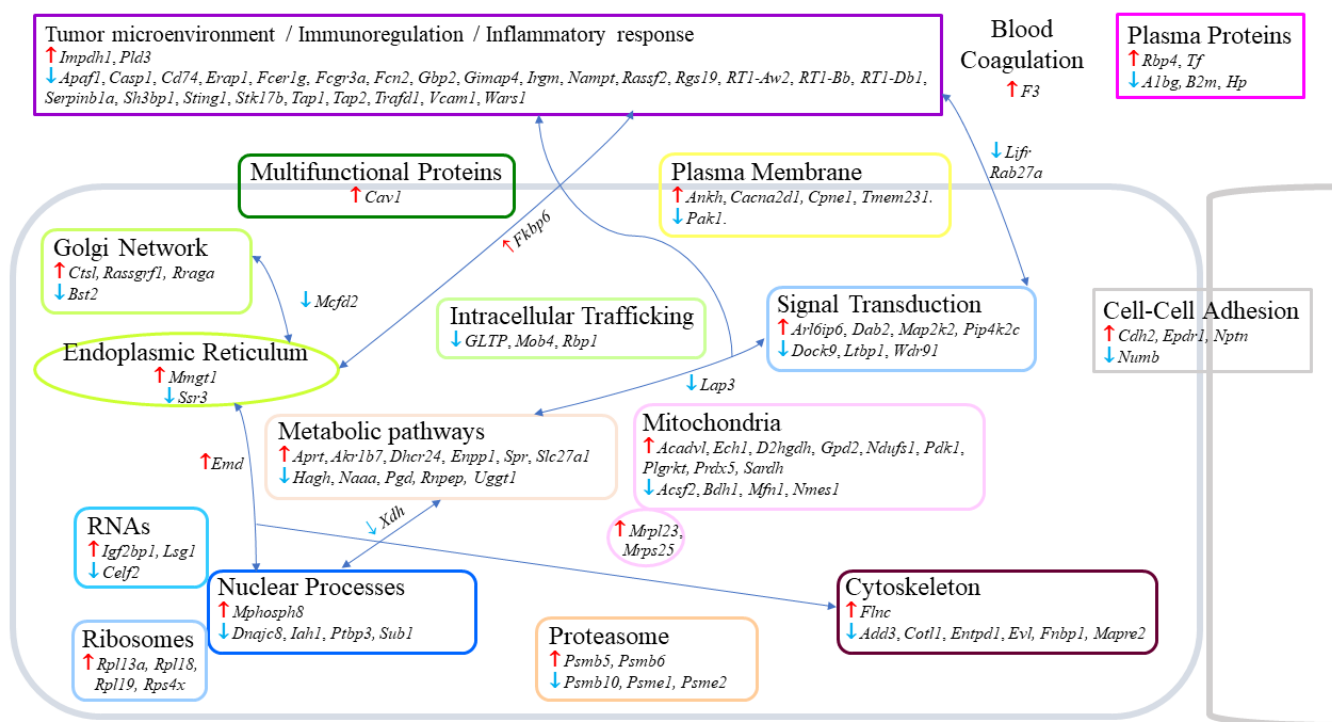 Tumor microenvironment / Immunoregulation / Inflammatory response
↑Impdh1, Pld3
↓Apaf1, Casp1, Cd74, Erap1, Fcer1g, Fcgr3a, Fcn2, Gbp2, Gimap4, Irgm, Nampt, Rassf2, Rgs19, RT1-Aw2, RT1-Bb, RT1-Db1,
Serpinb1a, Sh3bp1, Sting1, Stk17b, Tap1, Tap2, Trafd1, Vcam1, Wars1
Blood
Coagulation
↑F3
Plasma Proteins
↑Rbp4, Tf
↓A1bg, B2m, Hp
↓Lifr
Rab27a
Multifunctional Proteins
↑Cav1
Plasma Membrane
↑Ankh, Cacna2d1, Cpne1, Tmem231.
↓Pak1.
↑Fkbp6
Golgi Network
↑Ctsl, Rassgrf1, Rraga
↓Bst2
↓Mcfd2
Intracellular Trafficking
↓GLTP, Mob4, Rbp1
Signal Transduction
↑Arl6ip6, Dab2, Map2k2, Pip4k2c
↓Dock9, Ltbp1, Wdr91
Cell-Cell Adhesion
↑Cdh2, Epdr1, Nptn
↓Numb
Endoplasmic Reticulum
↑Mmgt1
↓Ssr3
↓Lap3
Metabolic pathways
↑Aprt, Akr1b7, Dhcr24, Enpp1, Spr, Slc27a1
↓Hagh, Naaa, Pgd, Rnpep, Uggt1
Mitochondria
↑Acadvl, Ech1, D2hgdh, Gpd2, Ndufs1, Pdk1,
Plgrkt, Prdx5, Sardh
↓Acsf2, Bdh1, Mfn1, Nmes1
↑Emd
↓Xdh
↑Mrpl23,
Mrps25
RNAs
↑Igf2bp1, Lsg1
↓Celf2
Nuclear Processes
↑Mphosph8
↓Dnajc8, Iah1, Ptbp3, Sub1
Cytoskeleton
↑Flnc
↓Add3, Cotl1, Entpd1, Evl, Fnbp1, Mapre2
Ribosomes
↑Rpl13a, Rpl18,
Rpl19, Rps4x
Proteasome
↑Psmb5, Psmb6
↓Psmb10, Psme1, Psme2